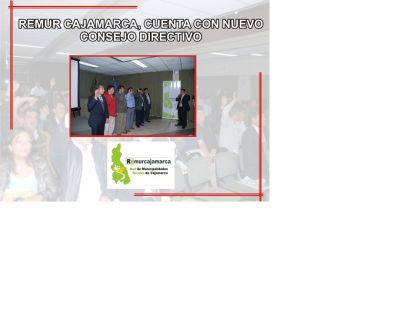 REMUR CAJAMARCA, CUENTA CON NUEVO
CONSEJO DIRECTIVO
Remurcajamarca
Red de Municipalidades
Rurales de Cajamarca